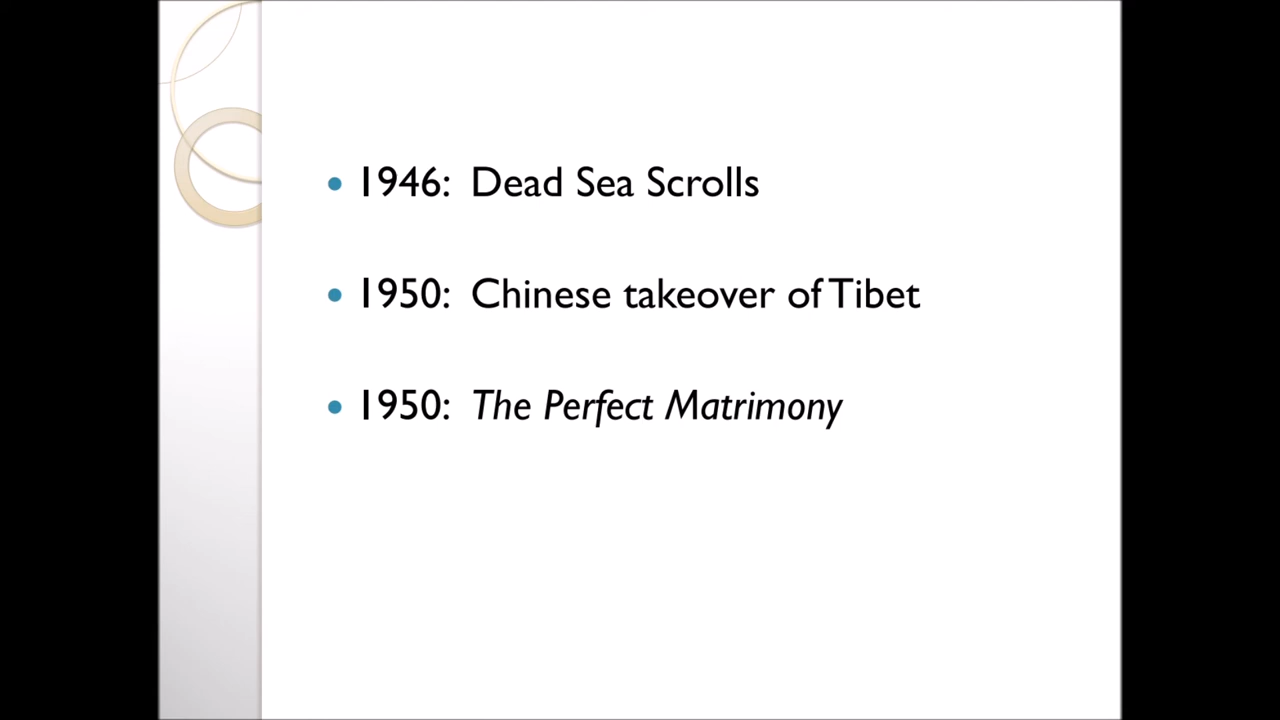 • 1946: Dead Sea Scrolls
• 1950: Chinese takeover of Tibet
• 1950: The Perfect Matrimony